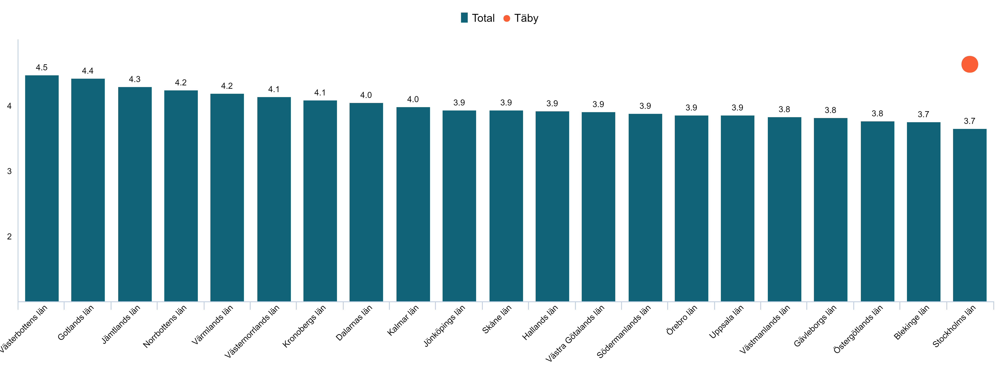 Total Täby
4.5 4.4 4.3 4.2 4.2 4.1 4.1 4.0 4.0 3.9 3.9 3.9 3.9 3.9 3.9 3.9 3.8 3.8 3.8 3.7 3.7
4
3
2
Västerbottens län Gotlands län Jämtlands län Norrbottens län Värmlands län Västernorrlands län Kronobergs län Dalarnas län Kalmar län Jönköpings län Skåne län Hallands län Västra Götalands län Södermanlands län Örebro län Uppsala län Västmanlands län Gävleborgs län Östergötlands län Blekinge län Stockholms län